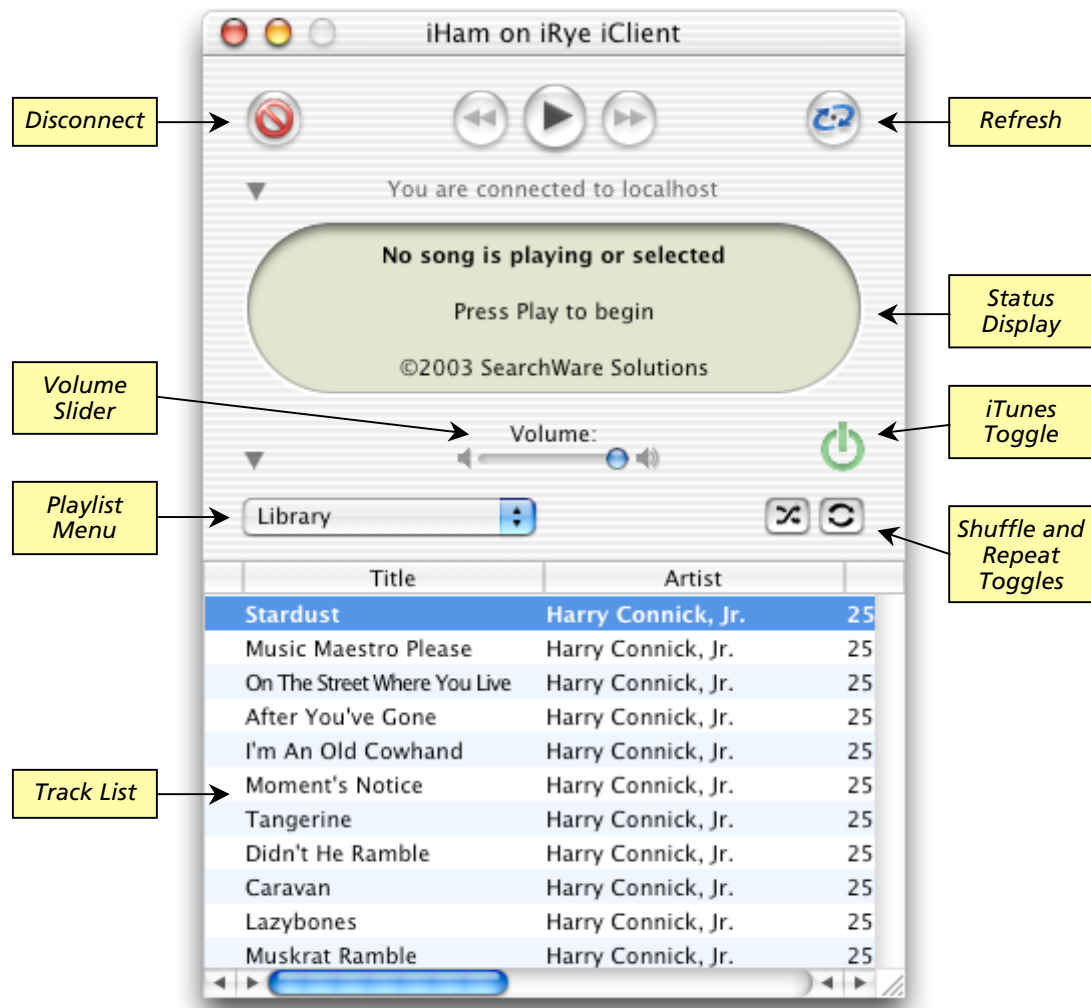 iHam on iRye iClient
Disconnect
Refresh
You are connected to localhost
No song is playing or selected
Press Play to begin
©2003 SearchWare Solutions
Status
Display
Volume
Slider
Volume:
iTunes
Toggle
Playlist
Menu
Library
Shuffle and
Repeat
Toggles
Title Artist
Stardust Harry Connick, Jr. 25
Music Maestro Please Harry Connick, Jr. 25
On The Street Where You Live Harry Connick, Jr. 25
After You've Gone Harry Connick, Jr. 25
I'm An Old Cowhand Harry Connick, Jr. 25
Track List
Moment's Notice Harry Connick, Jr. 25
Tangerine Harry Connick, Jr. 25
Didn't He Ramble Harry Connick, Jr. 25
Caravan Harry Connick, Jr. 25
Lazybones Harry Connick, Jr. 25
Muskrat Ramble Harry Connick, Jr. 25